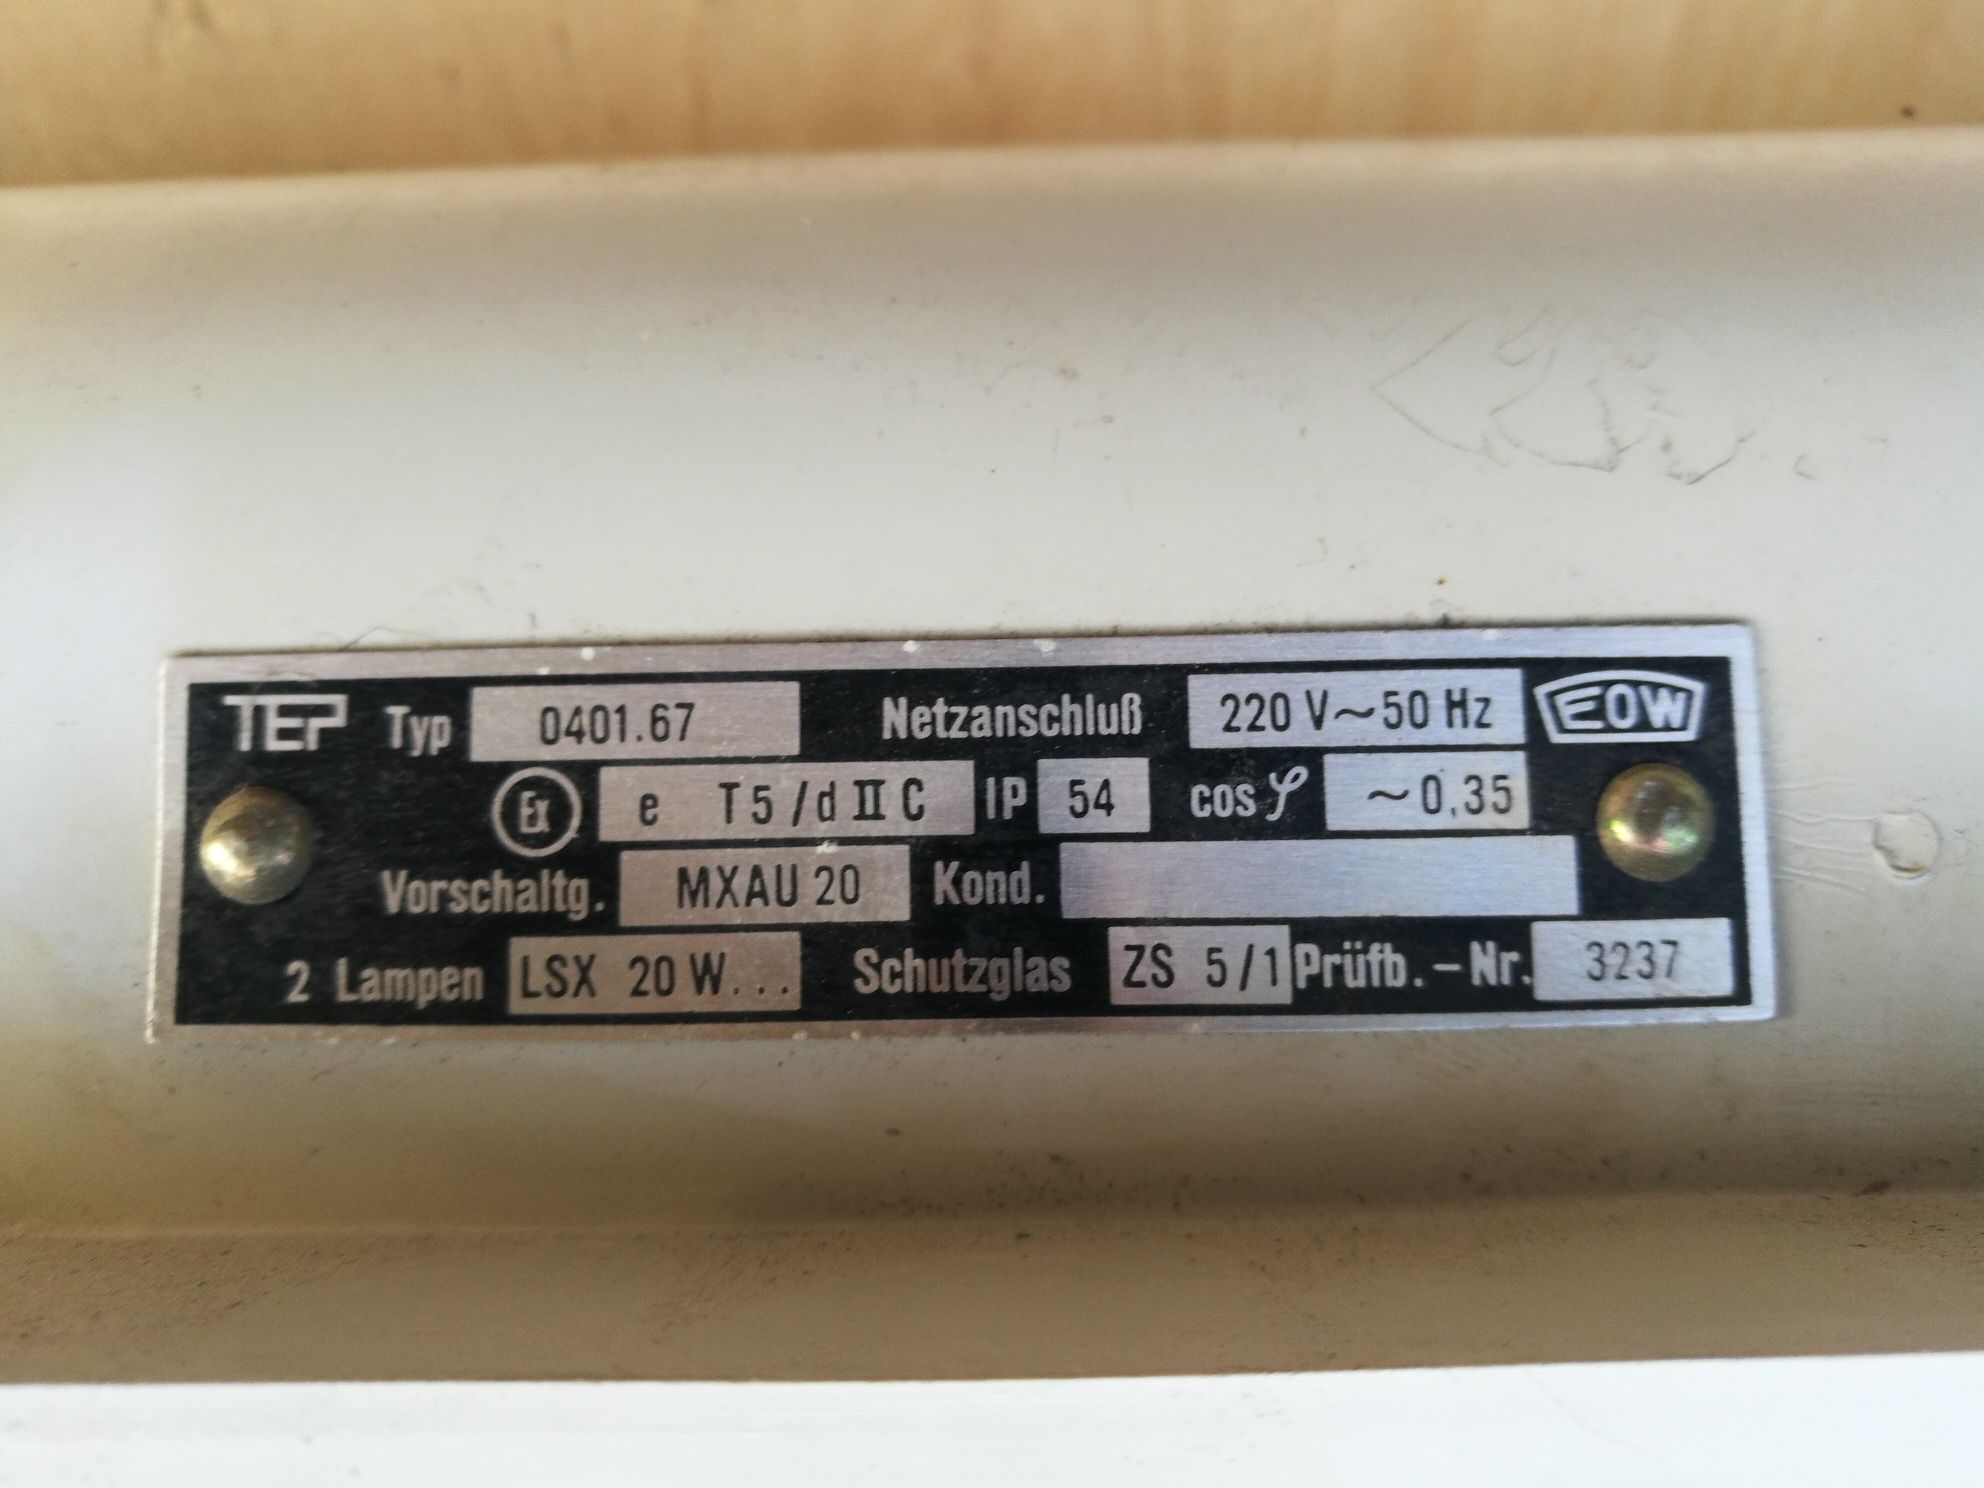 TEP Typ 0401.67 Netzanschluß 220 V~50 Hz EOW
Ex e T5/d II C IP 54 cos φ ~0,35
Vorschaltg. MXAU 20 Kond.
2 Lampen LSX 20 W... Schutzglas ZS 5/1 Prüfb.-Nr. 3237